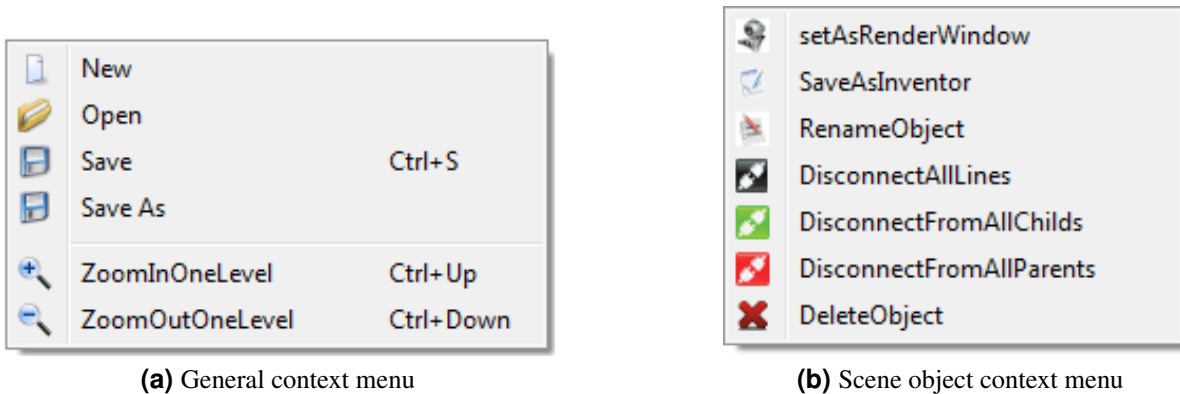 New
Open
Save Ctrl+S
Save As
ZoomInOneLevel Ctrl+Up
ZoomOutOneLevel Ctrl+Down
(a) General context menu
setAsRenderWindow
SaveAsInventor
RenameObject
DisconnectAllLines
DisconnectFromAllChilds
DisconnectFromAllParents
DeleteObject
(b) Scene object context menu